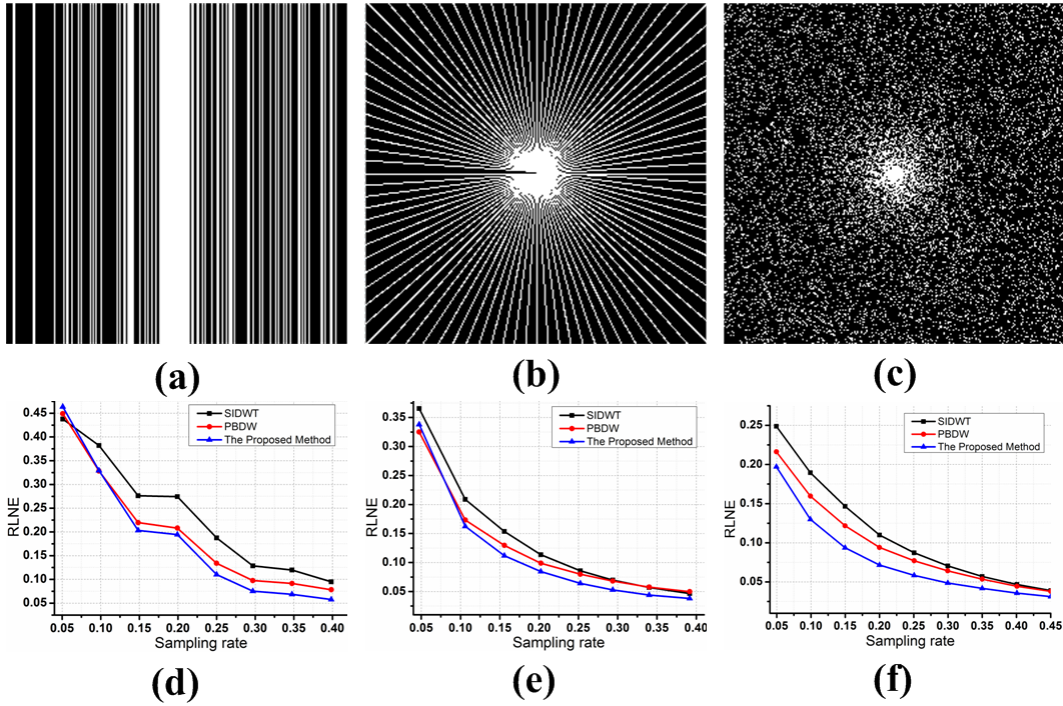 (a)
(b)
(c)
0.45
0.40
0.35
0.30
0.25
0.20
0.15
0.10
0.05
RLNE
SIDWT
PBDW
The Proposed Method
0.05 0.10 0.15 0.20 0.25 0.30 0.35 0.40
Sampling rate
(d)
0.35
0.30
0.25
0.20
0.15
0.10
0.05
RLNE
SIDWT
PBDW
The Proposed Method
0.05 0.10 0.15 0.20 0.25 0.30 0.35 0.40
Sampling rate
(e)
0.25
0.20
0.15
0.10
0.05
RLNE
SIDWT
PBDW
The Proposed Method
0.05 0.10 0.15 0.20 0.25 0.30 0.35 0.40 0.45
Sampling rate
(f)